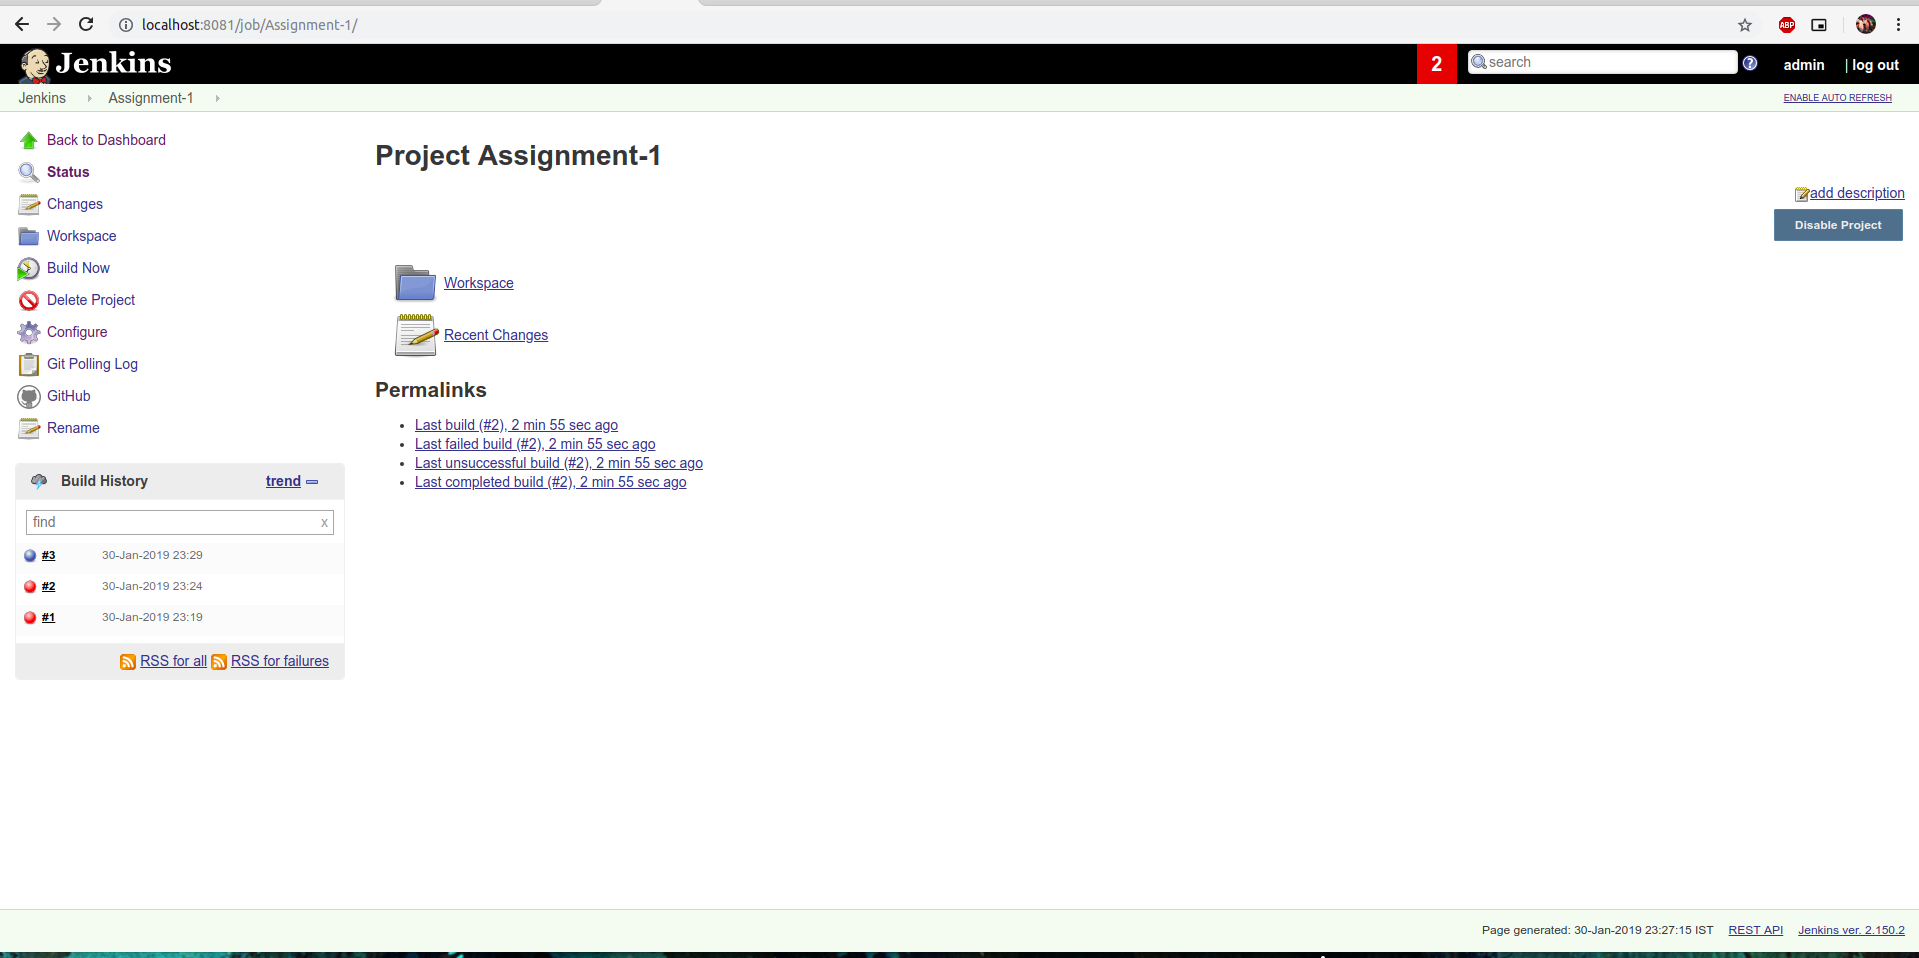 localhost:8081/job/Assignment-1/
ABP
Jenkins
2
search
?
admin
| log out
Jenkins
Assignment-1
ENABLE AUTO REFRESH
Back to Dashboard
Status
Changes
Workspace
Build Now
Delete Project
Configure
Git Polling Log
GitHub
Rename
Project Assignment-1
add description
Disable Project
Workspace
Recent Changes
Permalinks
Last build (#2), 2 min 55 sec ago
Last failed build (#2), 2 min 55 sec ago
Last unsuccessful build (#2), 2 min 55 sec ago
Last completed build (#2), 2 min 55 sec ago
Build History
trend
find
x
#3 30-Jan-2019 23:29
#2 30-Jan-2019 23:24
#1 30-Jan-2019 23:19
RSS for all RSS for failures
Page generated: 30-Jan-2019 23:27:15 IST REST API Jenkins ver. 2.150.2